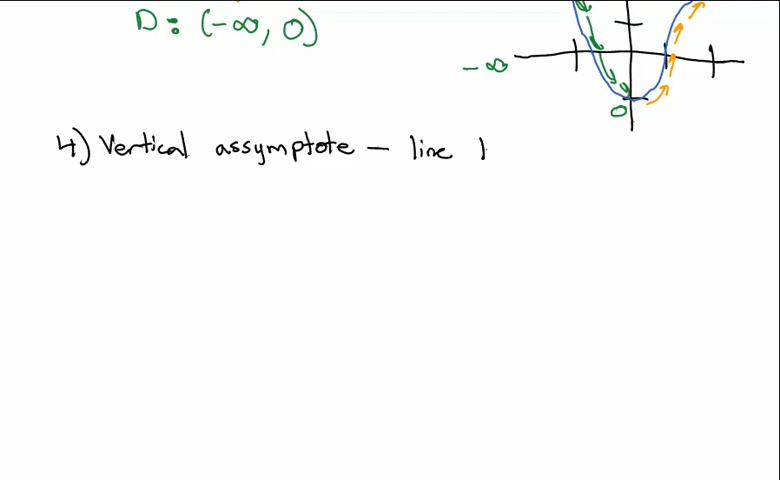 D: (-∞, 0)
-∞
0
4) Vertical assymptote — line